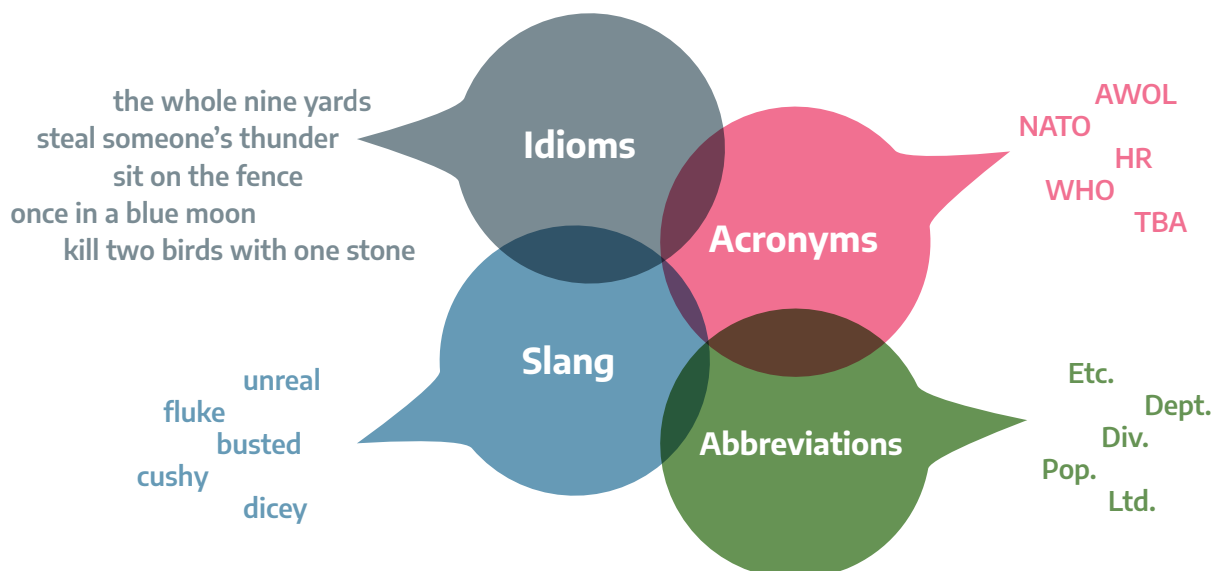 the whole nine yards
steal someone's thunder
sit on the fence
once in a blue moon
kill two birds with one stone
Idioms
AWOL
NATO
HR
WHO
TBA
Acronyms
Slang
unreal
fluke
busted
cushy
dicey
Abbreviations
Etc.
Dept.
Div.
Pop.
Ltd.